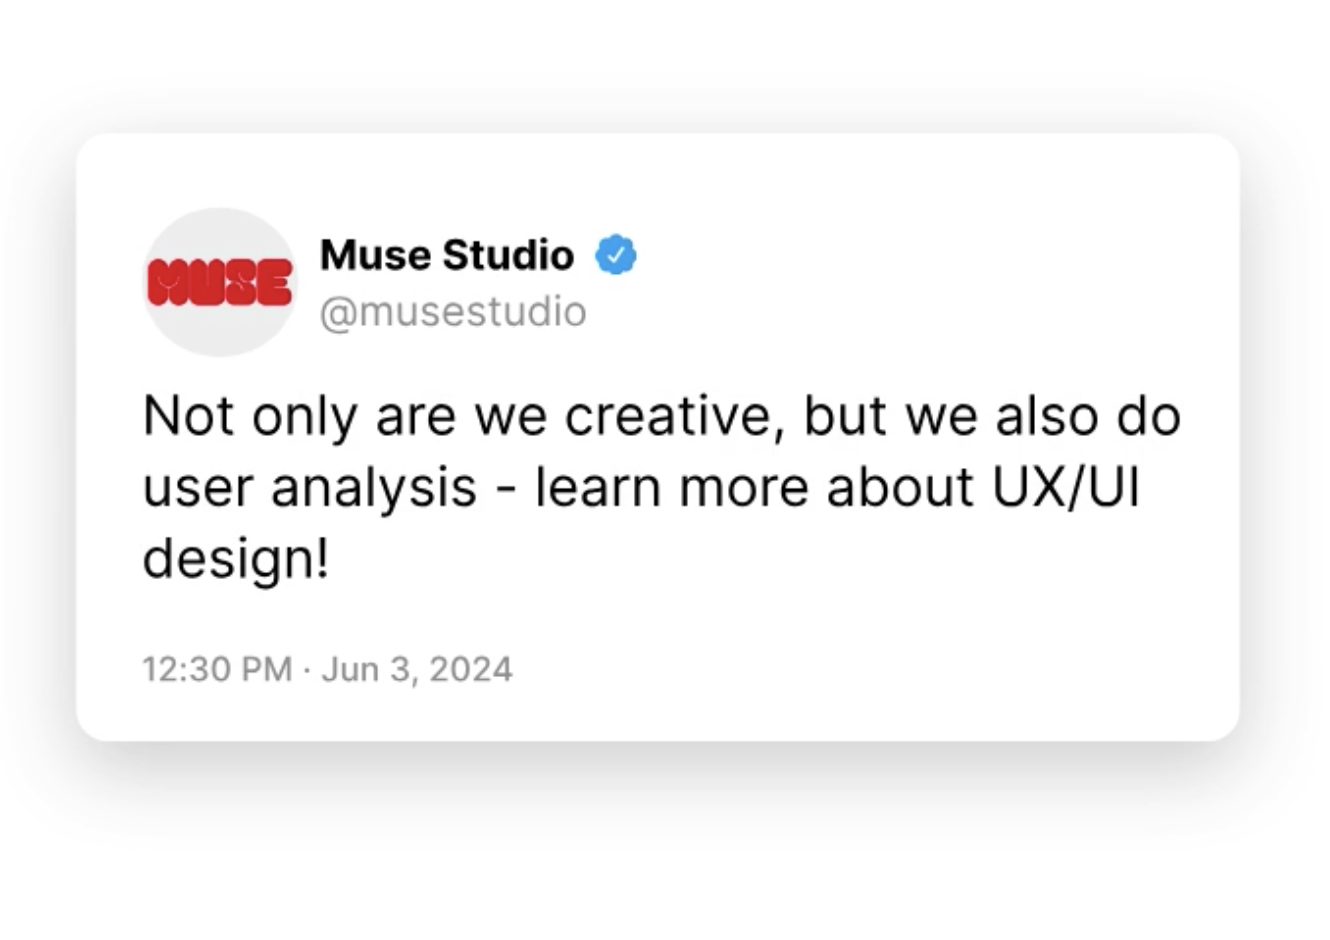 MUSE
Muse Studio
@musestudio
Not only are we creative, but we also do
user analysis - learn more about UX/UI
design!
12:30 PM · Jun 3, 2024